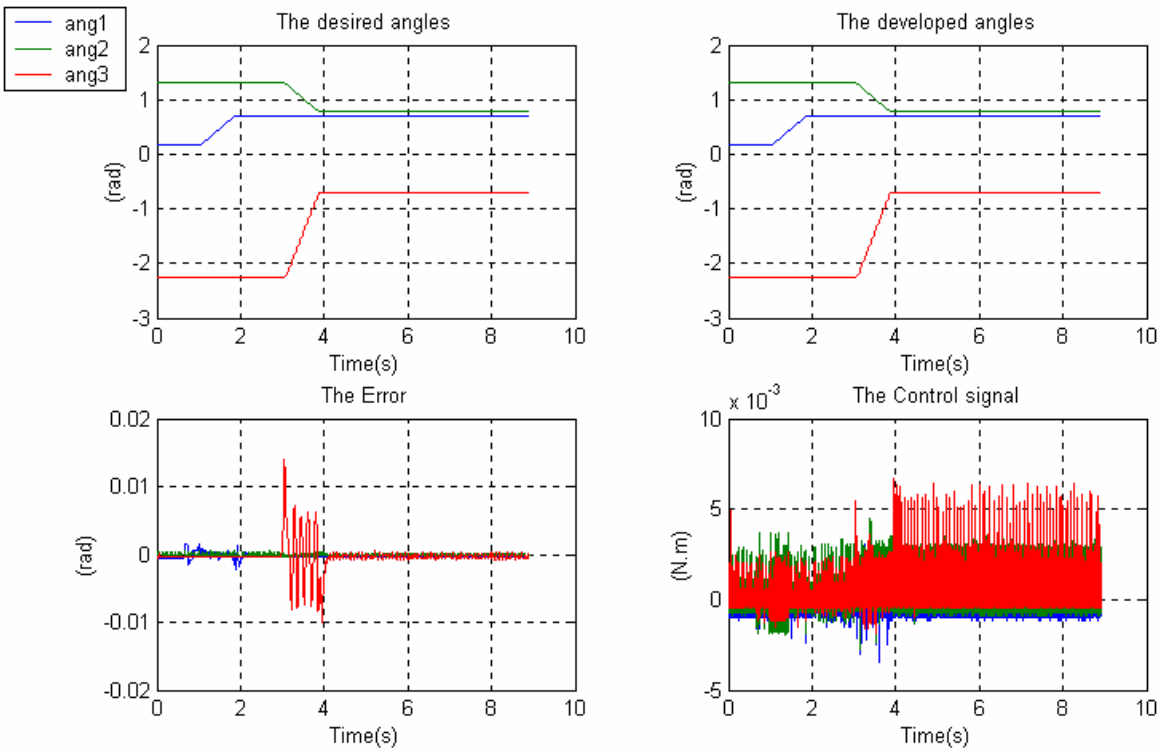 ang1
ang2
ang3
The desired angles
2
1
0
-1
-2
-3
(rad)
0 2 4 6 8 10
Time(s)
The developed angles
2
1
0
-1
-2
-3
(rad)
0 2 4 6 8 10
Time(s)
The Error
0.02
0.01
0
-0.01
-0.02
(rad)
0 2 4 6 8 10
Time(s)
x 10^-3
The Control signal
10
5
0
-5
(N.m)
0 2 4 6 8 10
Time(s)